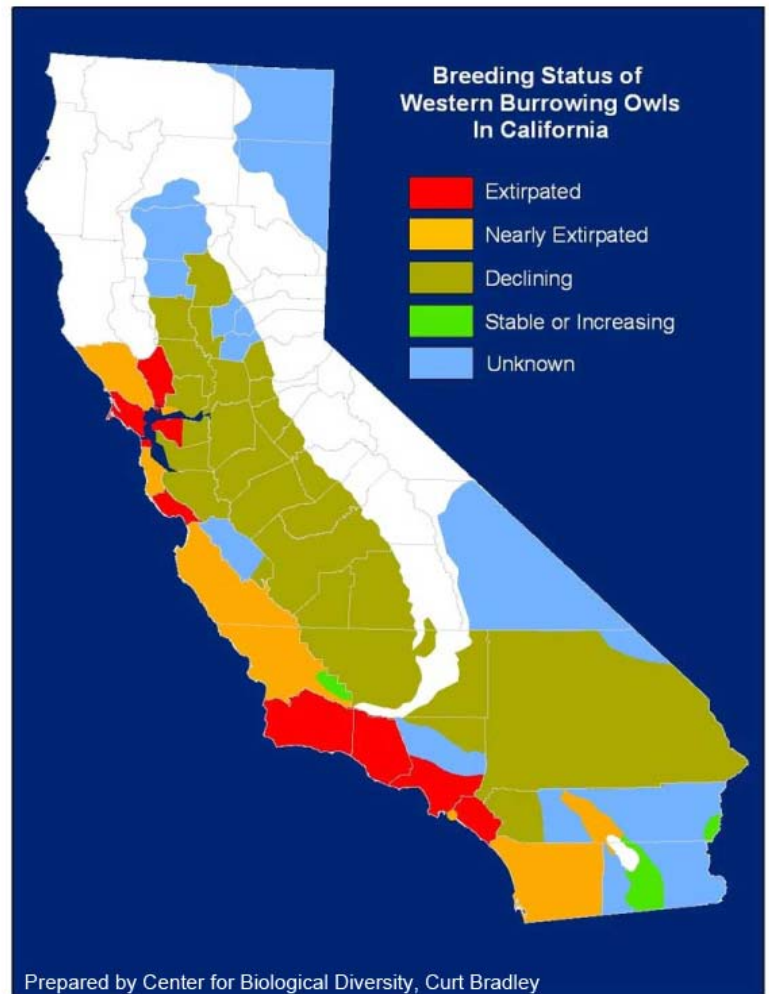 Breeding Status of
Western Burrowing Owls
In California
Extirpated
Nearly Extirpated
Declining
Stable or Increasing
Unknown
Prepared by Center for Biological Diversity, Curt Bradley